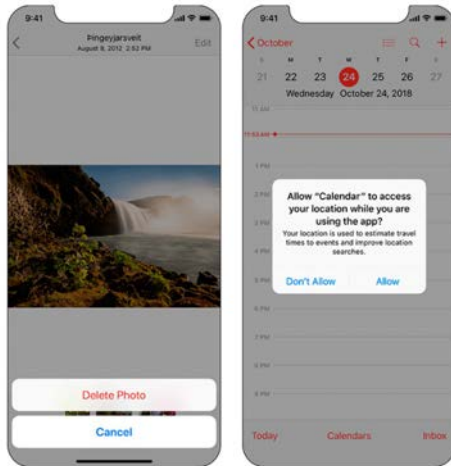 9:41
Þingeyjarsveit
August 8, 2012 2:52 PM
Edit
Delete Photo
Cancel
9:41
October
S M T W T F S
21 22 23 24 25 26 27
Wednesday October 24, 2018
11 AM
11:53 AM
1 PM
2 PM
3 PM
4 PM
5 PM
6 PM
7 PM
8 PM
9 PM
Allow “Calendar” to access
your location while you are
using the app?
Your location is used to estimate travel
times to events and improve location
searches.
Don't Allow
Allow
Today
Calendars
Inbox